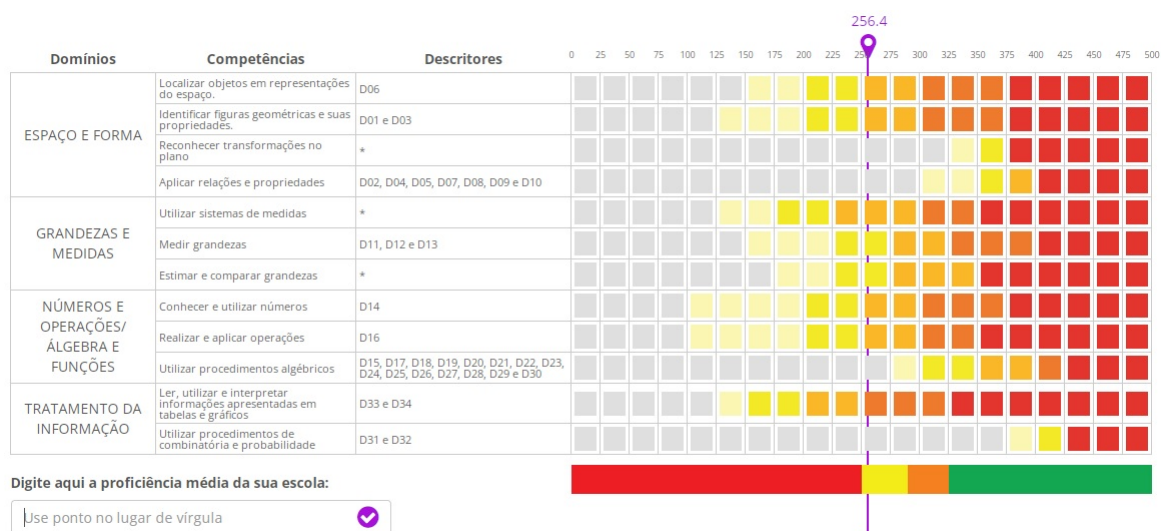 256.4
Domínios Competências Descritores 0 25 50 75 100 125 150 175 200 225 275 300 325 350 375 400 425 450 475 500
ESPAÇO E FORMA
Localizar objetos em representações
do espaço.
D06
Identificar figuras geométricas e suas
propriedades.
D01 e D03
Reconhecer transformações no
plano
*
Aplicar relações e propriedades
D02, D04, D05, D07, D08, D09 e D10
GRANDEZAS E
MEDIDAS
Utilizar sistemas de medidas
*
Medir grandezas
D11, D12 e D13
Estimar e comparar grandezas
*
NÚMEROS E
OPERAÇÕES/
ÁLGEBRA E
FUNÇÕES
Conhecer e utilizar números
D14
Realizar e aplicar operações
D16
Utilizar procedimentos algébricos
D15, D17, D18, D19, D20, D21, D22, D23,
D24, D25, D26, D27, D28, D29 e D30
TRATAMENTO DA
INFORMAÇÃO
Ler, utilizar e interpretar
informações apresentadas em
tabelas e gráficos
D33 e D34
Utilizar procedimentos de
combinatória e probabilidade
D31 e D32
Digite aqui a proficiência média da sua escola:
Use ponto no lugar de vírgula